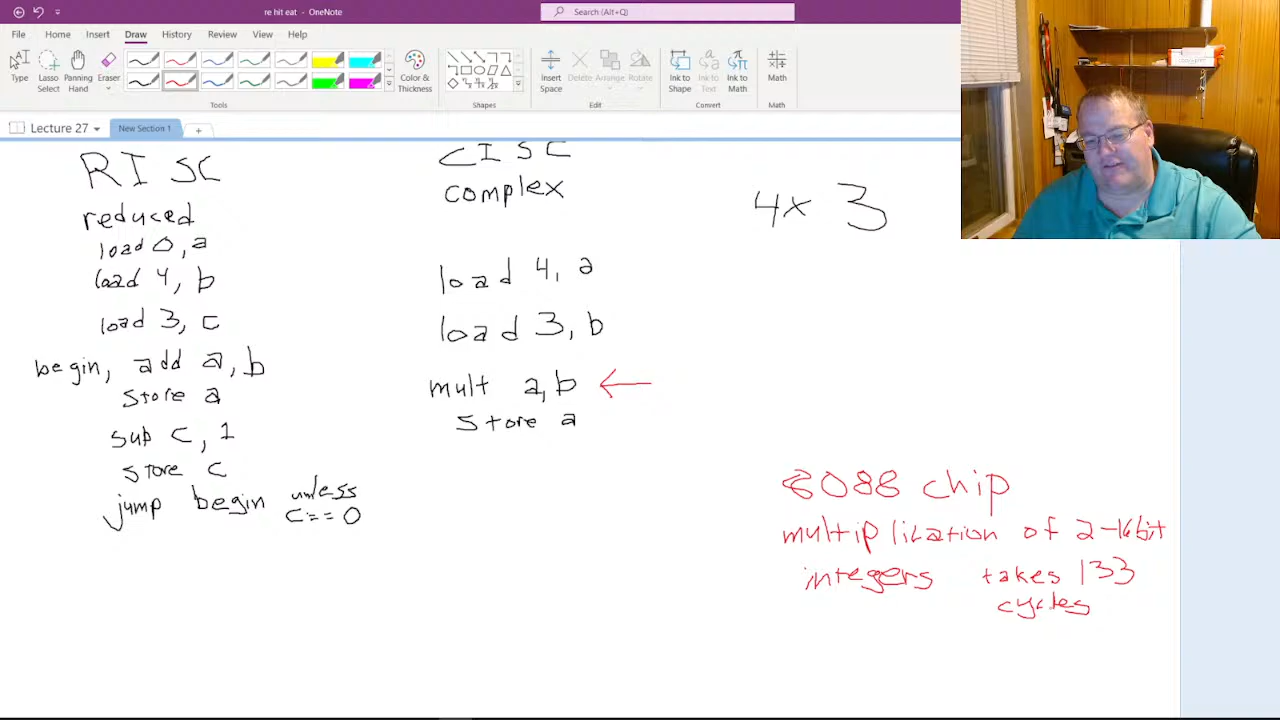 re hit eat - OneNote
Search (Alt+Q)
File Home Insert Draw History Review View Help
Type
Lasso Select
Panning Hand
Eraser
Color & Thickness
Insert Space
Delete
Arrange
Rotate
Ink to Shape
Ink to Text
Ink to Math
Math
Tools
Shapes
Edit
Convert
Math
Lecture 27
New Section 1
RISC
reduced
load 0, a
load 4, b
load 3, c
begin, add a, b
store a
sub c, 1
store c
jump begin unless
c == 0
CISC
complex
load 4, a
load 3, b
mult a, b
store a
4x 3
8088 chip
multiplication of 2-16bit
integers takes 133
cycles